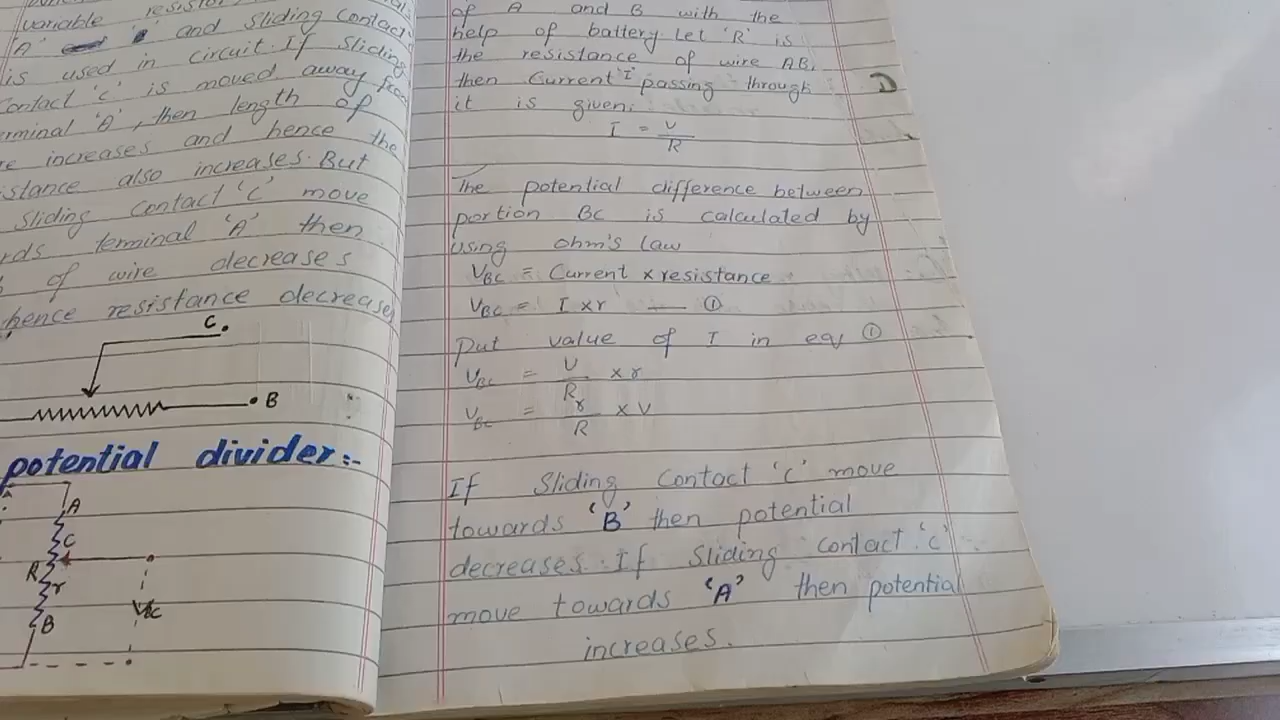 variable
'A' and Sliding Contact
is used in circuit. If Sliding
Contact 'C' is moved away from
'A', then length of
increases and hence the
also increases. But
Sliding Contact 'C' move
terminal 'A' then
of wire decreases
hence resistance decrease
C.
B
potential divider:-
A
C
R
r
B
VBC
of A and B with the
help of battery. Let 'R' is
the resistance of wire AB,
then Current 'I' passing through
it is given.
I = V
R
The potential difference between
portion BC is calculated by
using ohm's law
VBC = Current × resistance
VBC = I × r — ①
Put value of I in eq ①
VBC = V × r
R
VBC = r × V
R
If Sliding Contact 'C' move
towards 'B' then potential
decreases. If Sliding contact 'C'
move towards 'A' then potential
increases.
D